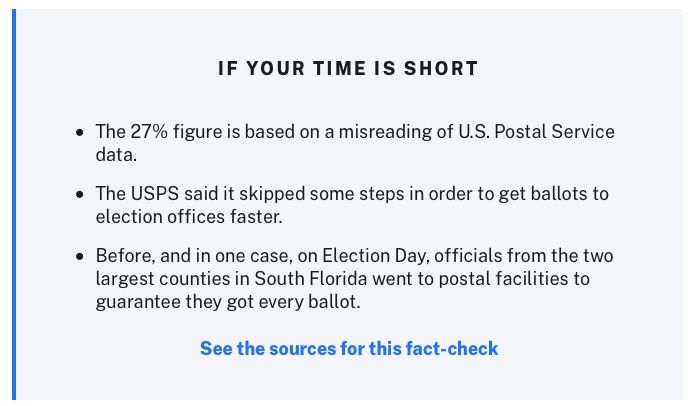 IF YOUR TIME IS SHORT
• The 27% figure is based on a misreading of U.S. Postal Service
data.
• The USPS said it skipped some steps in order to get ballots to
election offices faster.
• Before, and in one case, on Election Day, officials from the two
largest counties in South Florida went to postal facilities to
guarantee they got every ballot.
See the sources for this fact-check